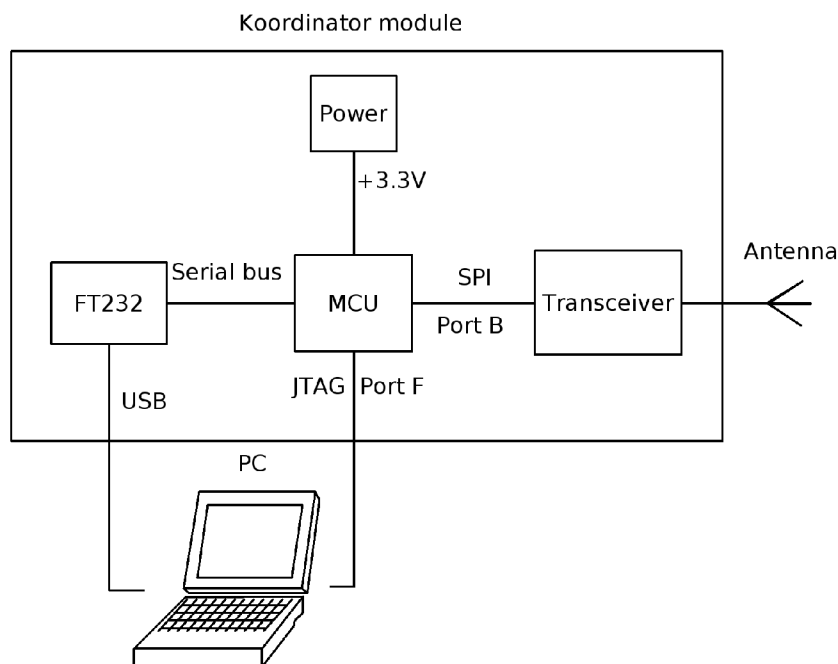 Koordinator module
Power
+3.3V
Antenna
Serial bus
SPI
FT232
MCU
Transceiver
Port B
JTAG Port F
USB
PC